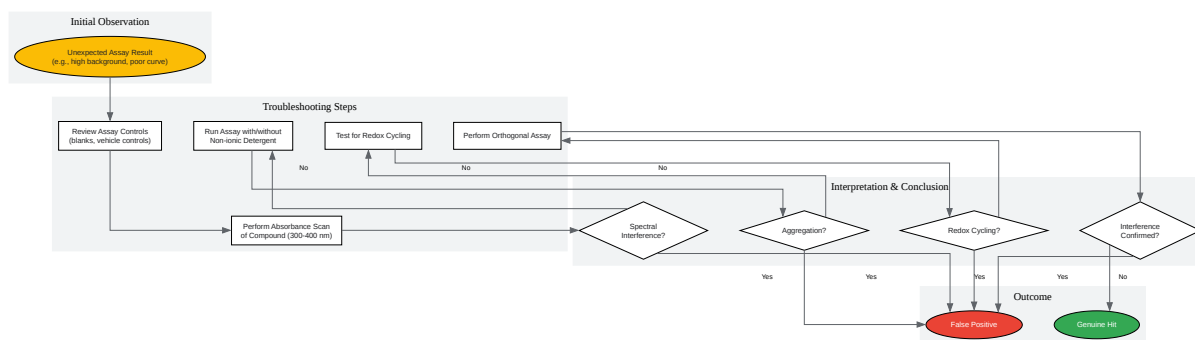 Initial Observation
Unexpected Assay Result
(e.g., high background, poor curve)
Troubleshooting Steps
Review Assay Controls
(blanks, vehicle controls)
Run Assay with/without
Non-ionic Detergent
Test for Redox Cycling
Perform Orthogonal Assay
No
No
No
Interpretation & Conclusion
Perform Absorbance Scan
of Compound (300-400 nm)
Spectral
Interference?
Aggregation?
Redox Cycling?
Interference
Confirmed?
Yes
Yes
Yes
Yes
No
Outcome
False Positive
Genuine Hit